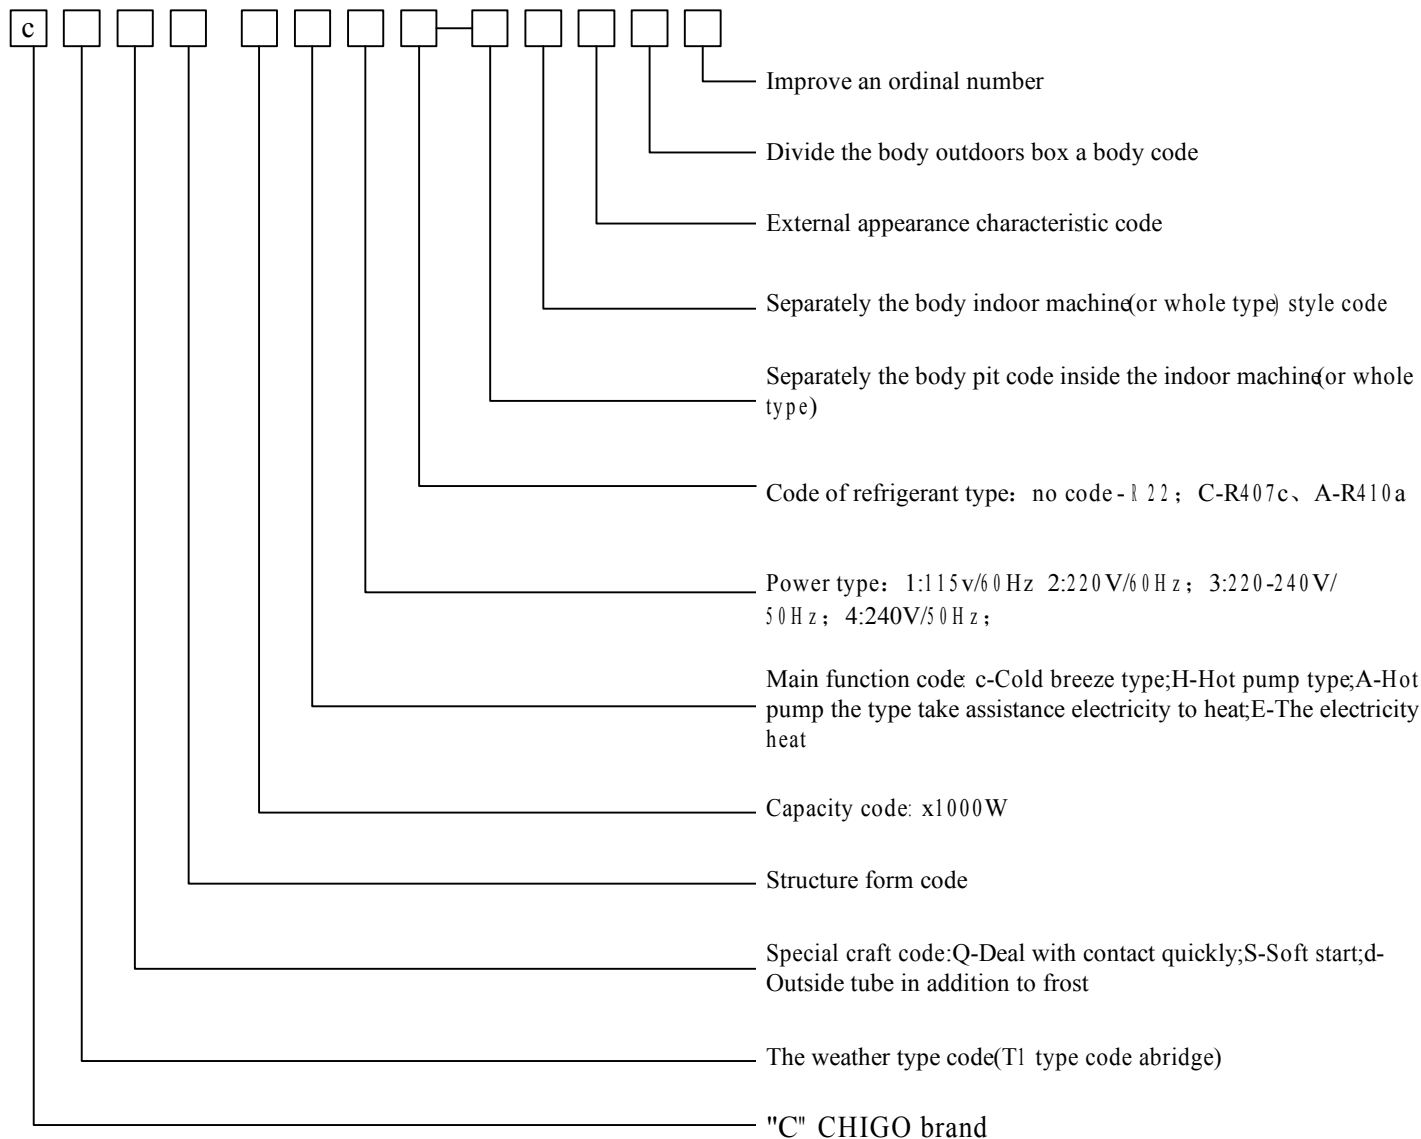 c
Improve an ordinal number
Divide the body outdoors box a body code
External appearance characteristic code
Separately the body indoor machine(or whole type) style code
Separately the body pit code inside the indoor machine(or whole
type)
Code of refrigerant type：no code-R22；C-R407c、A-R410a
Power type：1:115v/60Hz 2:220V/60Hz；3:220-240V/
50Hz；4:240V/50Hz；
Main function code: c-Cold breeze type;H-Hot pump type;A-Hot
pump the type take assistance electricity to heat;E-The electricity
heat
Capacity code: x1000W
Structure form code
Special craft code:Q-Deal with contact quickly;S-Soft start;d-
Outside tube in addition to frost
The weather type code(T1 type code abridge)
"C" CHIGO brand